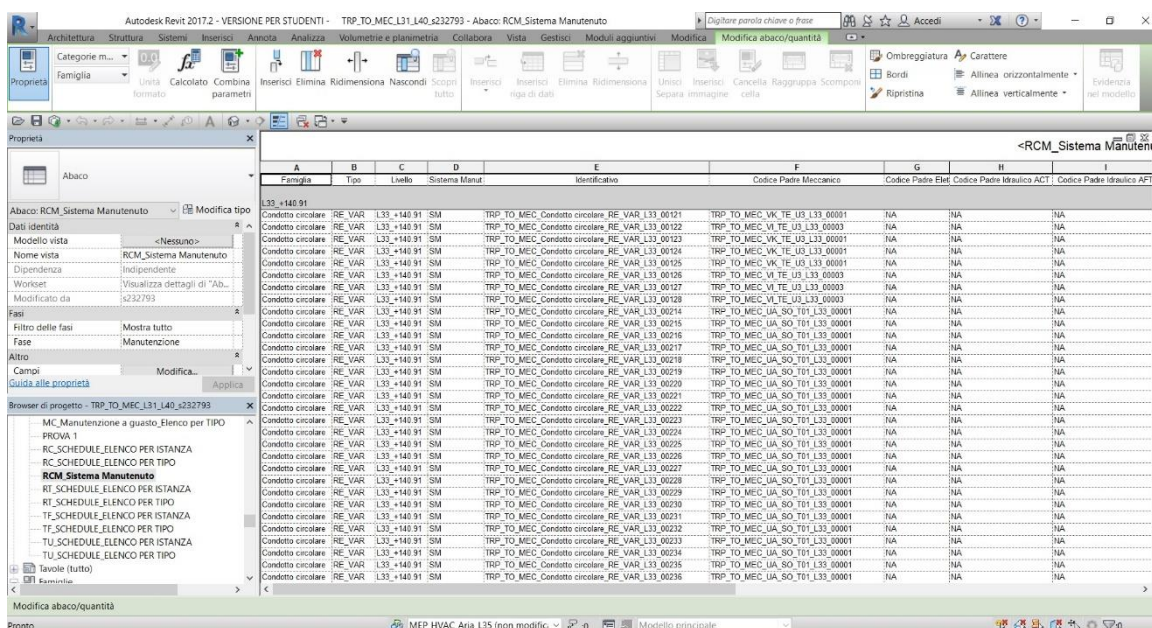 Autodesk Revit 2017.2 - VERSIONE PER STUDENTI - TRP_TO_MEC_L31_L40_s232793 - Abaco: RCM_Sistema Manutenuto Digitare parola chiave o frase Accedi
Architettura Struttura Sistemi Inserisci Annota Analizza Volumetrie e planimetria Collabora Vista Gestisci Moduli aggiuntivi Modifica Modifica abaco/quantità
Proprietà Categorie m... Famiglia Unità formato Calcolato Combina parametri Inserisci Elimina Ridimensiona Nascondi Scopri tutto Inserisci Inserisci riga di dati Elimina Ridimensiona Unisci Separa Inserisci immagine Cancella cella Raggruppa Scomponi Ombreggiatura Bordi Ripristina Carattere Allinea orizzontalmente Allinea verticalmente Evidenzia nel modello
Proprietà
Abaco
Abaco: RCM_Sistema Manutenuto Modifica tipo
Dati identità
Modello vista <Nessuno>
Nome vista RCM_Sistema Manutenuto
Dipendenza Indipendente
Workset Visualizza dettagli di "Ab...
Modificato da s232793
Fasi
Filtro delle fasi Mostra tutto
Fase Manutenzione
Altro
Campi Modifica...
Guida alle proprietà Applica
Browser di progetto - TRP_TO_MEC_L31_L40_s232793
MC_Manutenzione a guasto_Elenco per TIPO
PROVA 1
RC_SCHEDULE_ELENCO PER ISTANZA
RC_SCHEDULE_ELENCO PER TIPO
RCM_Sistema Manutenuto
RT_SCHEDULE_ELENCO PER ISTANZA
RT_SCHEDULE_ELENCO PER TIPO
TF_SCHEDULE_ELENCO PER ISTANZA
TF_SCHEDULE_ELENCO PER TIPO
TU_SCHEDULE_ELENCO PER ISTANZA
TU_SCHEDULE_ELENCO PER TIPO
Tavole (tutto)
Famiglie
<RCM_Sistema Manutenu
A B C D E F G H I
Famiglia Tipo Livello Sistema Manut Identificativo Codice Padre Meccanico Codice Padre Elet Codice Padre Idraulico ACT Codice Padre Idraulico AFT
L33_+140.91
Condotto circolare RE_VAR L33_+140.91 SM TRP_TO_MEC_Condotto circolare_RE_VAR_L33_00121 TRP_TO_MEC_VK_TE_U3_L33_00001 NA NA NA
Condotto circolare RE_VAR L33_+140.91 SM TRP_TO_MEC_Condotto circolare_RE_VAR_L33_00122 TRP_TO_MEC_VI_TE_U3_L33_00003 NA NA NA
Condotto circolare RE_VAR L33_+140.91 SM TRP_TO_MEC_Condotto circolare_RE_VAR_L33_00123 TRP_TO_MEC_VK_TE_U3_L33_00001 NA NA NA
Condotto circolare RE_VAR L33_+140.91 SM TRP_TO_MEC_Condotto circolare_RE_VAR_L33_00124 TRP_TO_MEC_VK_TE_U3_L33_00001 NA NA NA
Condotto circolare RE_VAR L33_+140.91 SM TRP_TO_MEC_Condotto circolare_RE_VAR_L33_00125 TRP_TO_MEC_VK_TE_U3_L33_00001 NA NA NA
Condotto circolare RE_VAR L33_+140.91 SM TRP_TO_MEC_Condotto circolare_RE_VAR_L33_00126 TRP_TO_MEC_VI_TE_U3_L33_00003 NA NA NA
Condotto circolare RE_VAR L33_+140.91 SM TRP_TO_MEC_Condotto circolare_RE_VAR_L33_00127 TRP_TO_MEC_VI_TE_U3_L33_00003 NA NA NA
Condotto circolare RE_VAR L33_+140.91 SM TRP_TO_MEC_Condotto circolare_RE_VAR_L33_00128 TRP_TO_MEC_VI_TE_U3_L33_00003 NA NA NA
Condotto circolare RE_VAR L33_+140.91 SM TRP_TO_MEC_Condotto circolare_RE_VAR_L33_00214 TRP_TO_MEC_UA_SO_T01_L33_00001 NA NA NA
Condotto circolare RE_VAR L33_+140.91 SM TRP_TO_MEC_Condotto circolare_RE_VAR_L33_00215 TRP_TO_MEC_UA_SO_T01_L33_00001 NA NA NA
Condotto circolare RE_VAR L33_+140.91 SM TRP_TO_MEC_Condotto circolare_RE_VAR_L33_00216 TRP_TO_MEC_UA_SO_T01_L33_00001 NA NA NA
Condotto circolare RE_VAR L33_+140.91 SM TRP_TO_MEC_Condotto circolare_RE_VAR_L33_00217 TRP_TO_MEC_UA_SO_T01_L33_00001 NA NA NA
Condotto circolare RE_VAR L33_+140.91 SM TRP_TO_MEC_Condotto circolare_RE_VAR_L33_00218 TRP_TO_MEC_UA_SO_T01_L33_00001 NA NA NA
Condotto circolare RE_VAR L33_+140.91 SM TRP_TO_MEC_Condotto circolare_RE_VAR_L33_00219 TRP_TO_MEC_UA_SO_T01_L33_00001 NA NA NA
Condotto circolare RE_VAR L33_+140.91 SM TRP_TO_MEC_Condotto circolare_RE_VAR_L33_00220 TRP_TO_MEC_UA_SO_T01_L33_00001 NA NA NA
Condotto circolare RE_VAR L33_+140.91 SM TRP_TO_MEC_Condotto circolare_RE_VAR_L33_00221 TRP_TO_MEC_UA_SO_T01_L33_00001 NA NA NA
Condotto circolare RE_VAR L33_+140.91 SM TRP_TO_MEC_Condotto circolare_RE_VAR_L33_00222 TRP_TO_MEC_UA_SO_T01_L33_00001 NA NA NA
Condotto circolare RE_VAR L33_+140.91 SM TRP_TO_MEC_Condotto circolare_RE_VAR_L33_00223 TRP_TO_MEC_UA_SO_T01_L33_00001 NA NA NA
Condotto circolare RE_VAR L33_+140.91 SM TRP_TO_MEC_Condotto circolare_RE_VAR_L33_00224 TRP_TO_MEC_UA_SO_T01_L33_00001 NA NA NA
Condotto circolare RE_VAR L33_+140.91 SM TRP_TO_MEC_Condotto circolare_RE_VAR_L33_00225 TRP_TO_MEC_UA_SO_T01_L33_00001 NA NA NA
Condotto circolare RE_VAR L33_+140.91 SM TRP_TO_MEC_Condotto circolare_RE_VAR_L33_00226 TRP_TO_MEC_UA_SO_T01_L33_00001 NA NA NA
Condotto circolare RE_VAR L33_+140.91 SM TRP_TO_MEC_Condotto circolare_RE_VAR_L33_00227 TRP_TO_MEC_UA_SO_T01_L33_00001 NA NA NA
Condotto circolare RE_VAR L33_+140.91 SM TRP_TO_MEC_Condotto circolare_RE_VAR_L33_00228 TRP_TO_MEC_UA_SO_T01_L33_00001 NA NA NA
Condotto circolare RE_VAR L33_+140.91 SM TRP_TO_MEC_Condotto circolare_RE_VAR_L33_00229 TRP_TO_MEC_UA_SO_T01_L33_00001 NA NA NA
Condotto circolare RE_VAR L33_+140.91 SM TRP_TO_MEC_Condotto circolare_RE_VAR_L33_00230 TRP_TO_MEC_UA_SO_T01_L33_00001 NA NA NA
Condotto circolare RE_VAR L33_+140.91 SM TRP_TO_MEC_Condotto circolare_RE_VAR_L33_00231 TRP_TO_MEC_UA_SO_T01_L33_00001 NA NA NA
Condotto circolare RE_VAR L33_+140.91 SM TRP_TO_MEC_Condotto circolare_RE_VAR_L33_00232 TRP_TO_MEC_UA_SO_T01_L33_00001 NA NA NA
Condotto circolare RE_VAR L33_+140.91 SM TRP_TO_MEC_Condotto circolare_RE_VAR_L33_00233 TRP_TO_MEC_UA_SO_T01_L33_00001 NA NA NA
Condotto circolare RE_VAR L33_+140.91 SM TRP_TO_MEC_Condotto circolare_RE_VAR_L33_00234 TRP_TO_MEC_UA_SO_T01_L33_00001 NA NA NA
Condotto circolare RE_VAR L33_+140.91 SM TRP_TO_MEC_Condotto circolare_RE_VAR_L33_00235 TRP_TO_MEC_UA_SO_T01_L33_00001 NA NA NA
Condotto circolare RE_VAR L33_+140.91 SM TRP_TO_MEC_Condotto circolare_RE_VAR_L33_00236 TRP_TO_MEC_UA_SO_T01_L33_00001 NA NA NA
Modifica abaco/quantità
Pronto MEP HVAC_Aria_L35 (non modific :0 Modello principale :0